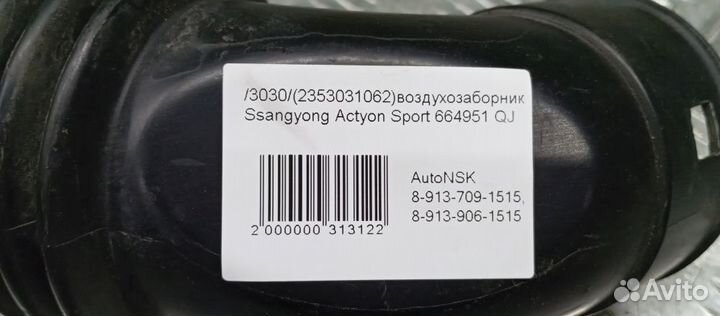 /3030/(2353031062)воздухозаборник
Ssangyong Actyon Sport 664951 QJ
AutoNSK
8-913-709-1515,
8-913-906-1515
2 000000 313122
Avito